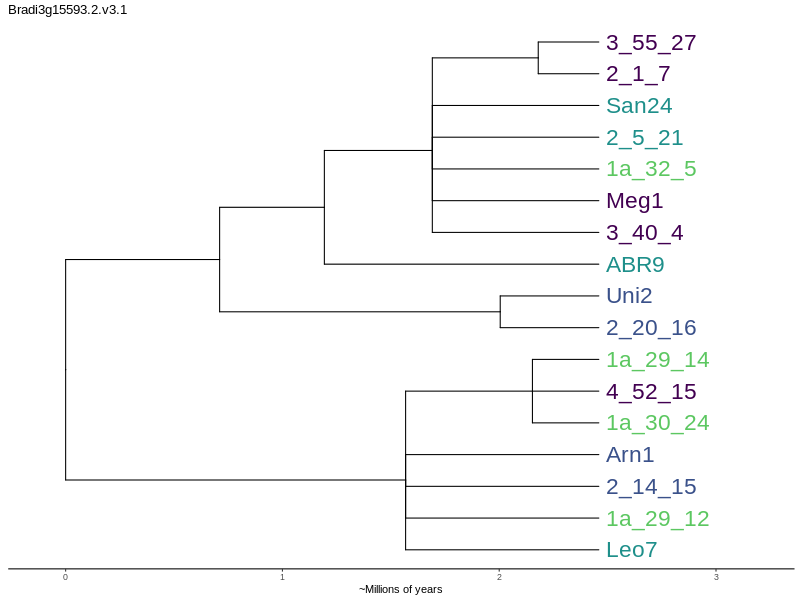 Bradi3g15593.2.v3.1
3_55_27
2_1_7
San24
2_5_21
1a_32_5
Meg1
3_40_4
ABR9
Uni2
2_20_16
1a_29_14
4_52_15
1a_30_24
Arn1
2_14_15
1a_29_12
Leo7
0 1 2 3
~Millions of years